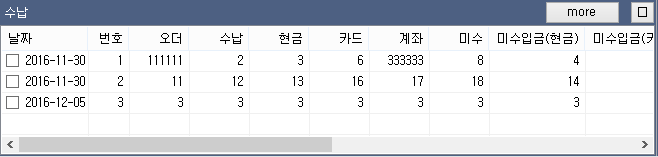 수납 more
날짜 번호 오더 수납 현금 카드 계좌 미수 미수입금(현금) 미수입금(카
2016-11-30 1 111111 2 3 6 333333 8 4
2016-11-30 2 11 12 13 16 17 18 14
2016-12-05 3 3 3 3 3 3 3 3